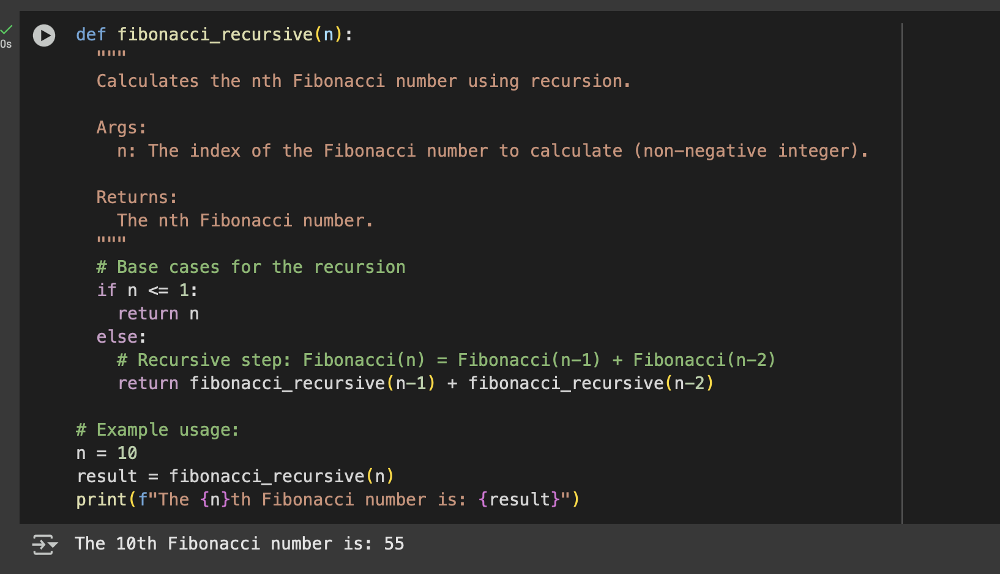 0s
def fibonacci_recursive(n):
  """
  Calculates the nth Fibonacci number using recursion.

  Args:
    n: The index of the Fibonacci number to calculate (non-negative integer).

  Returns:
    The nth Fibonacci number.
  """
  # Base cases for the recursion
  if n <= 1:
    return n
  else:
    # Recursive step: Fibonacci(n) = Fibonacci(n-1) + Fibonacci(n-2)
    return fibonacci_recursive(n-1) + fibonacci_recursive(n-2)

# Example usage:
n = 10
result = fibonacci_recursive(n)
print(f"The {n}th Fibonacci number is: {result}")
The 10th Fibonacci number is: 55